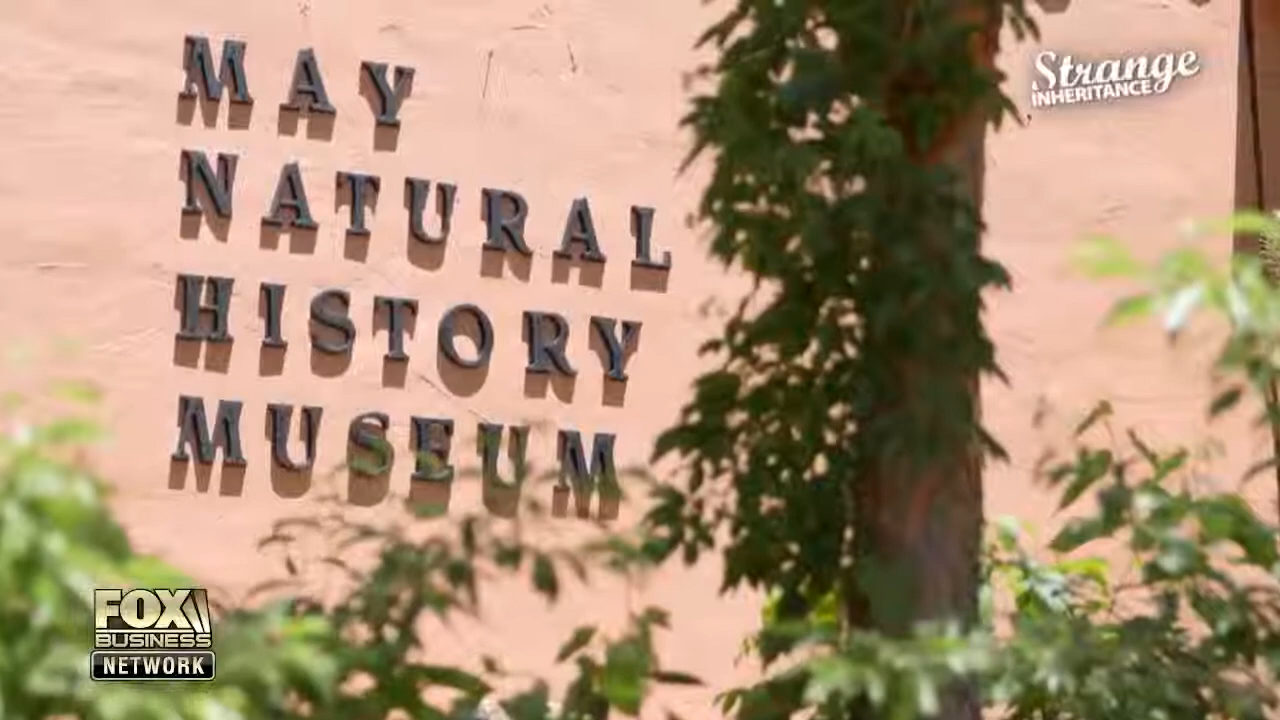 MAY
NATURAL
HISTORY
MUSEUM
Strange
INHERITANCE
FOX
BUSINESS
NETWORK